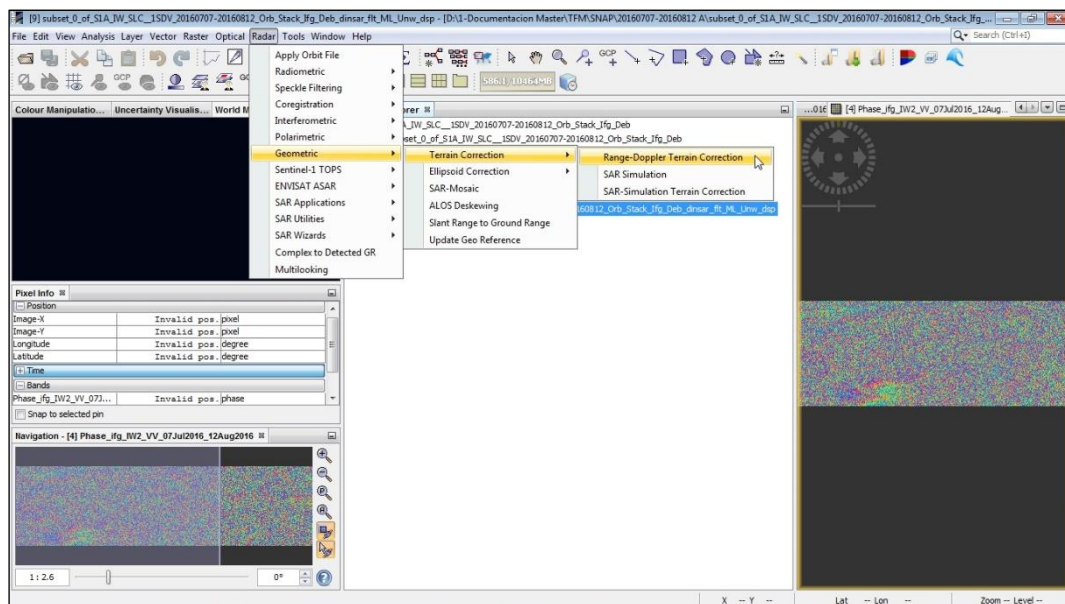 [9] subset_0_of_S1A_IW_SLC__1SDV_20160707-20160812_Orb_Stack_Ifg_Deb_dinsar_flt_ML_Unw_dsp - [D:\1-Documentacion Master\TFM\SNAP\20160707-20160812 A\subset_0_of_S1A_IW_SLC__1SDV_20160707-20160812_Orb_Stack_Ifg_...
File Edit View Analysis Layer Vector Raster Optical Radar Tools Window Help
Search (Ctrl+I)
Apply Orbit File
Radiometric
Speckle Filtering
Coregistration
Interferometric
Polarimetric
Geometric
Sentinel-1 TOPS
ENVISAT ASAR
SAR Applications
SAR Utilities
SAR Wizards
Complex to Detected GR
Multilooking
Terrain Correction
Ellipsoid Correction
SAR-Mosaic
ALOS Deskewing
Slant Range to Ground Range
Update Geo Reference
Range-Doppler Terrain Correction
SAR Simulation
SAR-Simulation Terrain Correction
GCP
GCP
586.1/10464MB
Colour Manipulatio... Uncertainty Visualis... World M
orer
...016 [4] Phase_ifg_IW2_VV_07Jul2016_12Aug...
A_IW_SLC__1SDV_20160707-20160812_Orb_Stack_Ifg_Deb
set_0_of_S1A_IW_SLC__1SDV_20160707-20160812_Orb_Stack_Ifg_Deb
60812_Orb_Stack_Ifg_Deb_dinsar_flt_ML_Unw_dsp
Pixel Info
Position
Image-X Invalid pos. pixel
Image-Y Invalid pos. pixel
Longitude Invalid pos. degree
Latitude Invalid pos. degree
Time
Bands
Phase_ifg_IW2_VV_07J... Invalid pos. phase
Snap to selected pin
Navigation - [4] Phase_ifg_IW2_VV_07Jul2016_12Aug2016
1 : 2.6
0°
X -- Y --
Lat -- Lon --
Zoom -- Level --